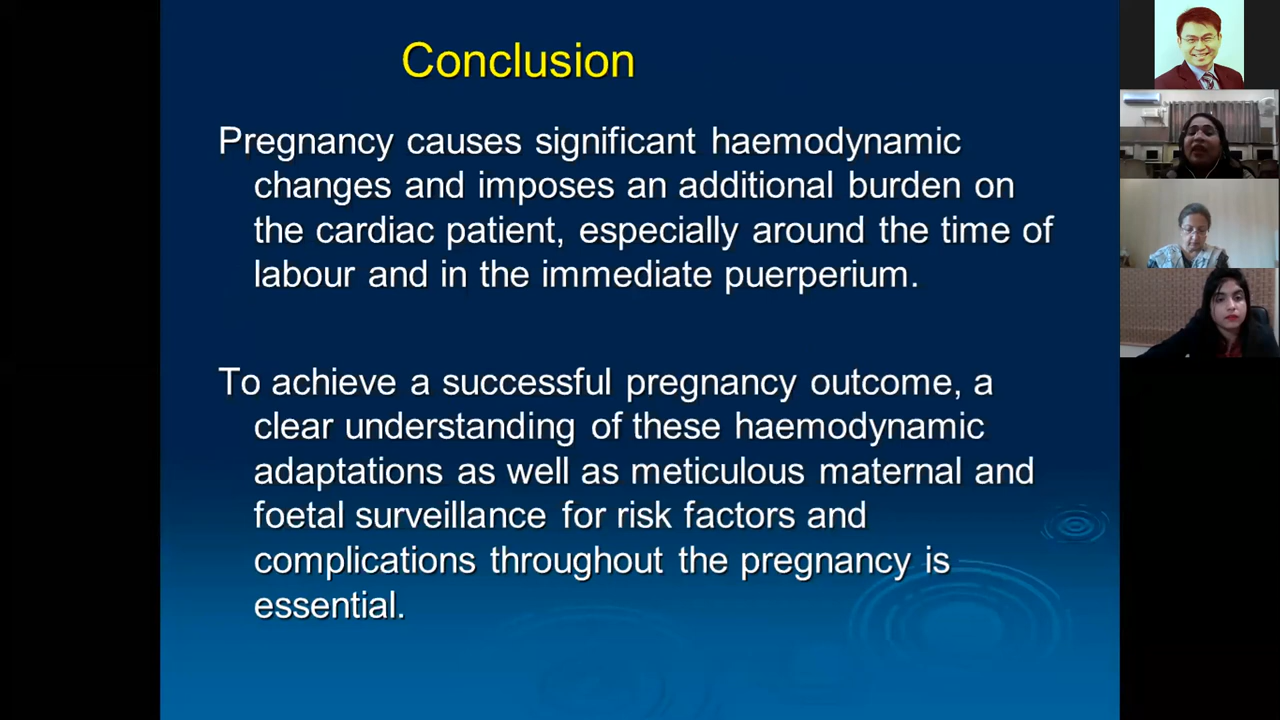 Conclusion
Pregnancy causes significant haemodynamic
changes and imposes an additional burden on
the cardiac patient, especially around the time of
labour and in the immediate puerperium.
To achieve a successful pregnancy outcome, a
clear understanding of these haemodynamic
adaptations as well as meticulous maternal and
foetal surveillance for risk factors and
complications throughout the pregnancy is
essential.